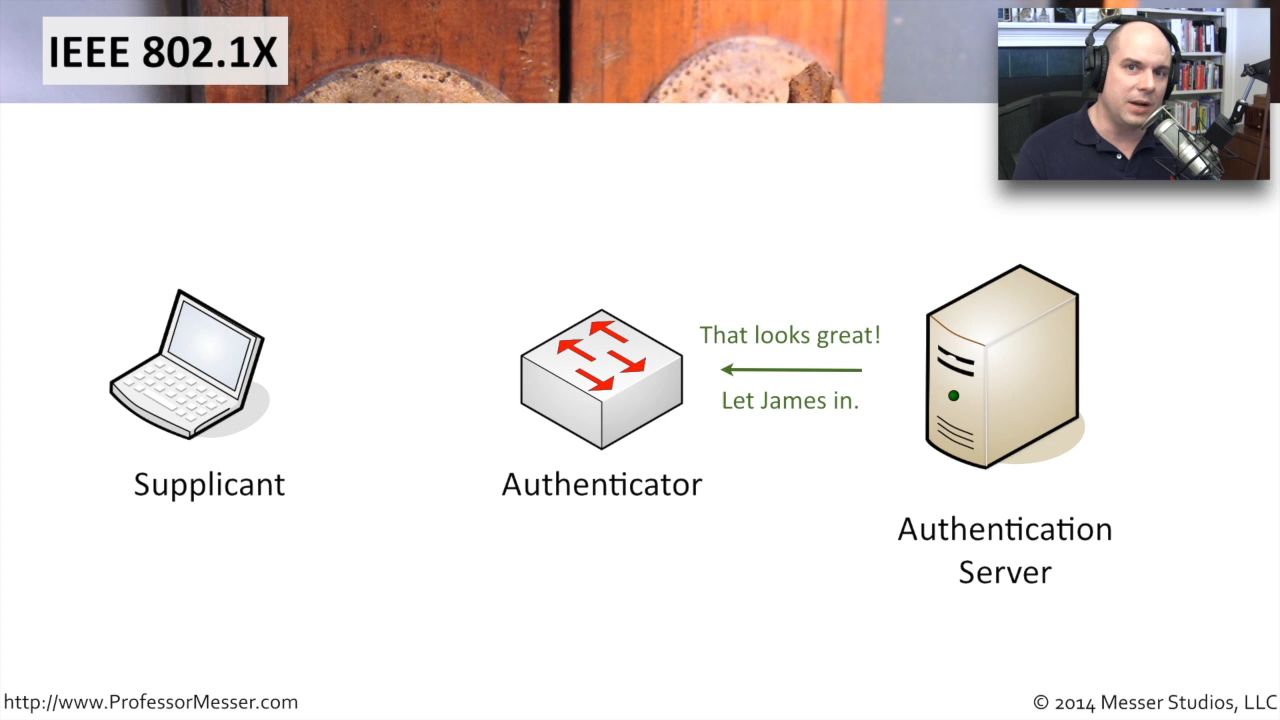 IEEE 802.1X
That looks great!
Let James in.
Supplicant
Authenticator
Authentication
Server
http://www.ProfessorMesser.com
© 2014 Messer Studios, LLC